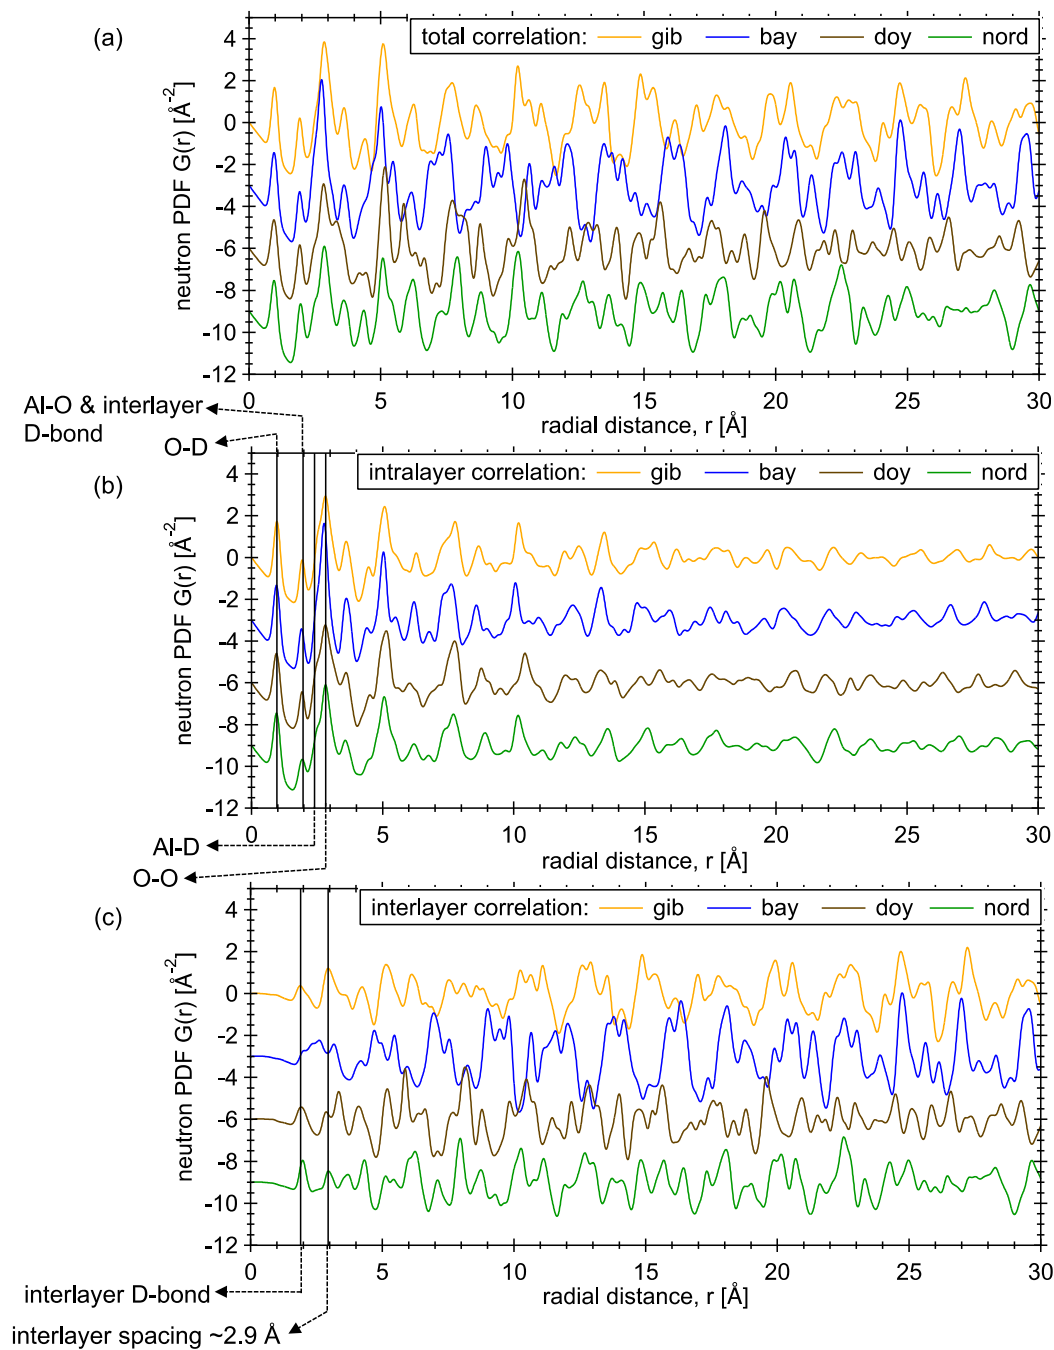 (a)
total correlation: gib bay doy nord
neutron PDF G(r) [Å⁻²]
4
2
0
-2
-4
-6
-8
-10
-12
0 5 10 15 20 25 30
radial distance, r [Å]
Al-O & interlayer
D-bond
O-D
(b)
intralayer correlation: gib bay doy nord
neutron PDF G(r) [Å⁻²]
4
2
0
-2
-4
-6
-8
-10
-12
0 5 10 15 20 25 30
radial distance, r [Å]
Al-D
O-O
(c)
interlayer correlation: gib bay doy nord
neutron PDF G(r) [Å⁻²]
4
2
0
-2
-4
-6
-8
-10
-12
0 5 10 15 20 25 30
radial distance, r [Å]
interlayer D-bond
interlayer spacing ~2.9 Å